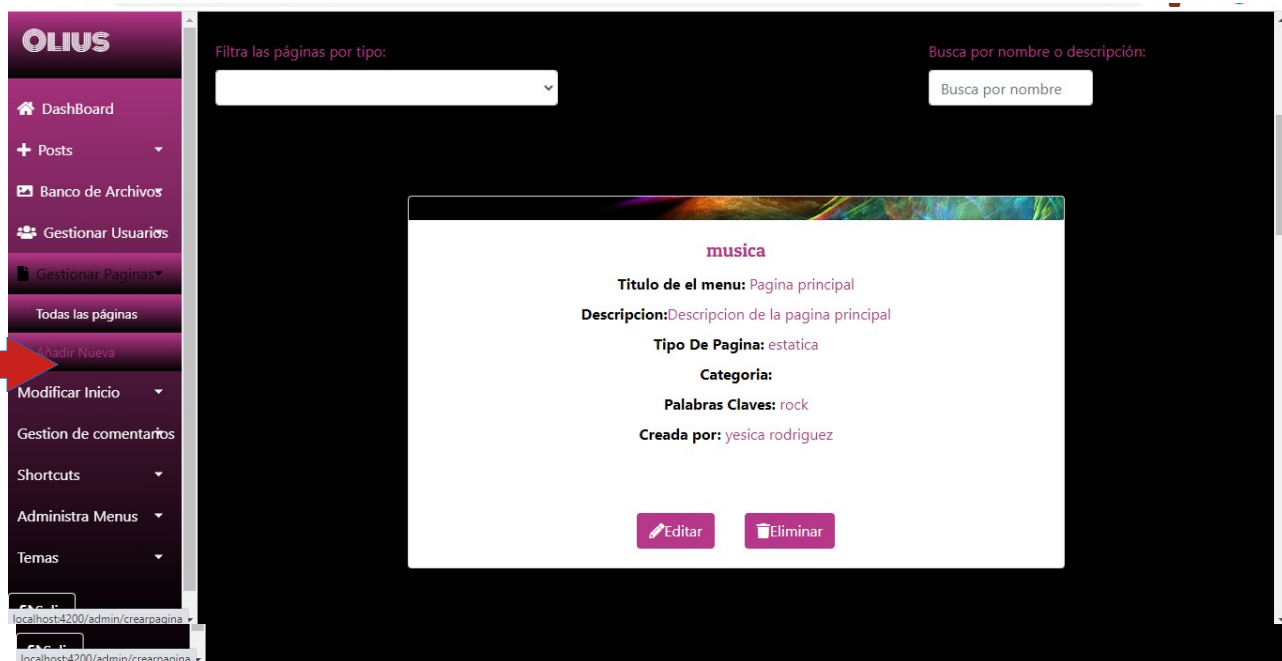 OLIUS
DashBoard
Posts
Banco de Archivos
Gestionar Usuarios
Gestionar Paginas
Todas las páginas
Añadir Nueva
Modificar Inicio
Gestion de comentarios
Shortcuts
Administra Menus
Temas
localhost:4200/admin/crearpagina
localhost:4200/admin/crearpagina
Filtra las páginas por tipo:
Busca por nombre o descripción:
Busca por nombre
musica
Titulo de el menu: Pagina principal
Descripcion:Descripcion de la pagina principal
Tipo De Pagina: estatica
Categoria:
Palabras Claves: rock
Creada por: yesica rodriguez
Editar
Eliminar